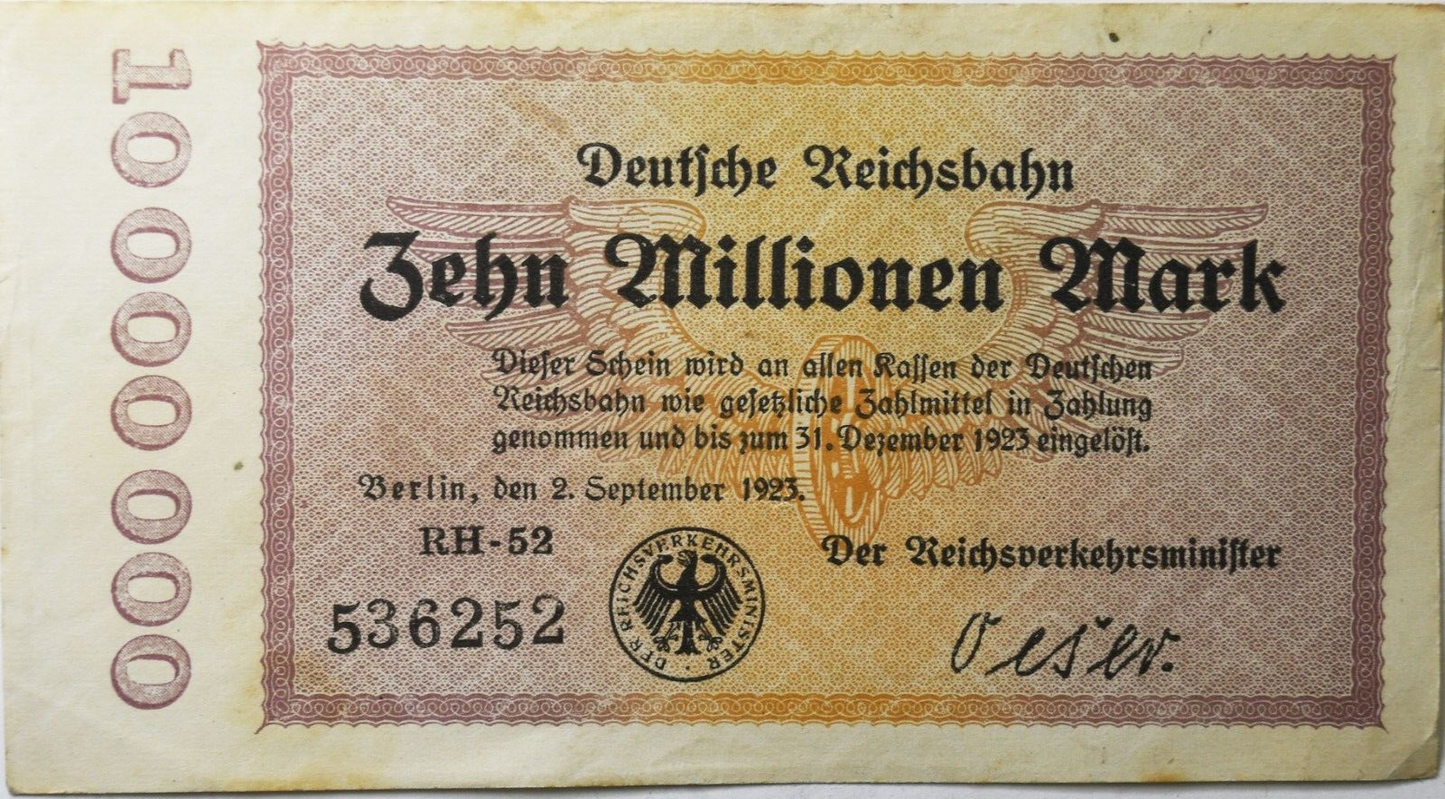 10000000
Deutsche Reichsbahn
Zehn Millionen Mark
Dieser Schein wird an allen Kassen der Deutschen
Reichsbahn wie gesetzliche Zahlmittel in Zahlung
genommen und bis zum 31. Dezember 1923 eingelöst.
Berlin, den 2. September 1923.
RH-52
536252
DER REICHSVERKEHRSMINISTER
Der Reichsverkehrsminister
Oeser.